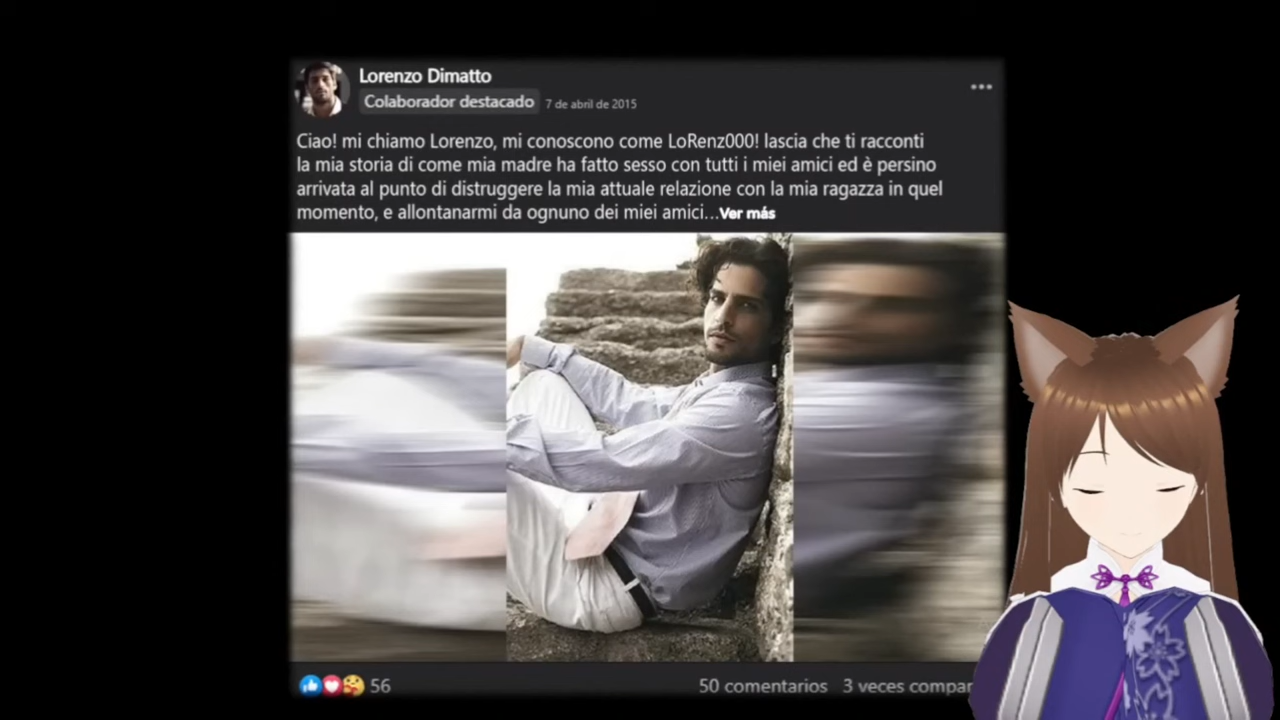 Lorenzo Dimatto
Colaborador destacado 7 de abril de 2015
Ciao! mi chiamo Lorenzo, mi conoscono come LoRenz000! lascia che ti racconti
la mia storia di come mia madre ha fatto sesso con tutti i miei amici ed è persino
arrivata al punto di distruggere la mia attuale relazione con la mia ragazza in quel
momento, e allontanarmi da ognuno dei miei amici...Ver más
56 50 comentarios 3 veces compar